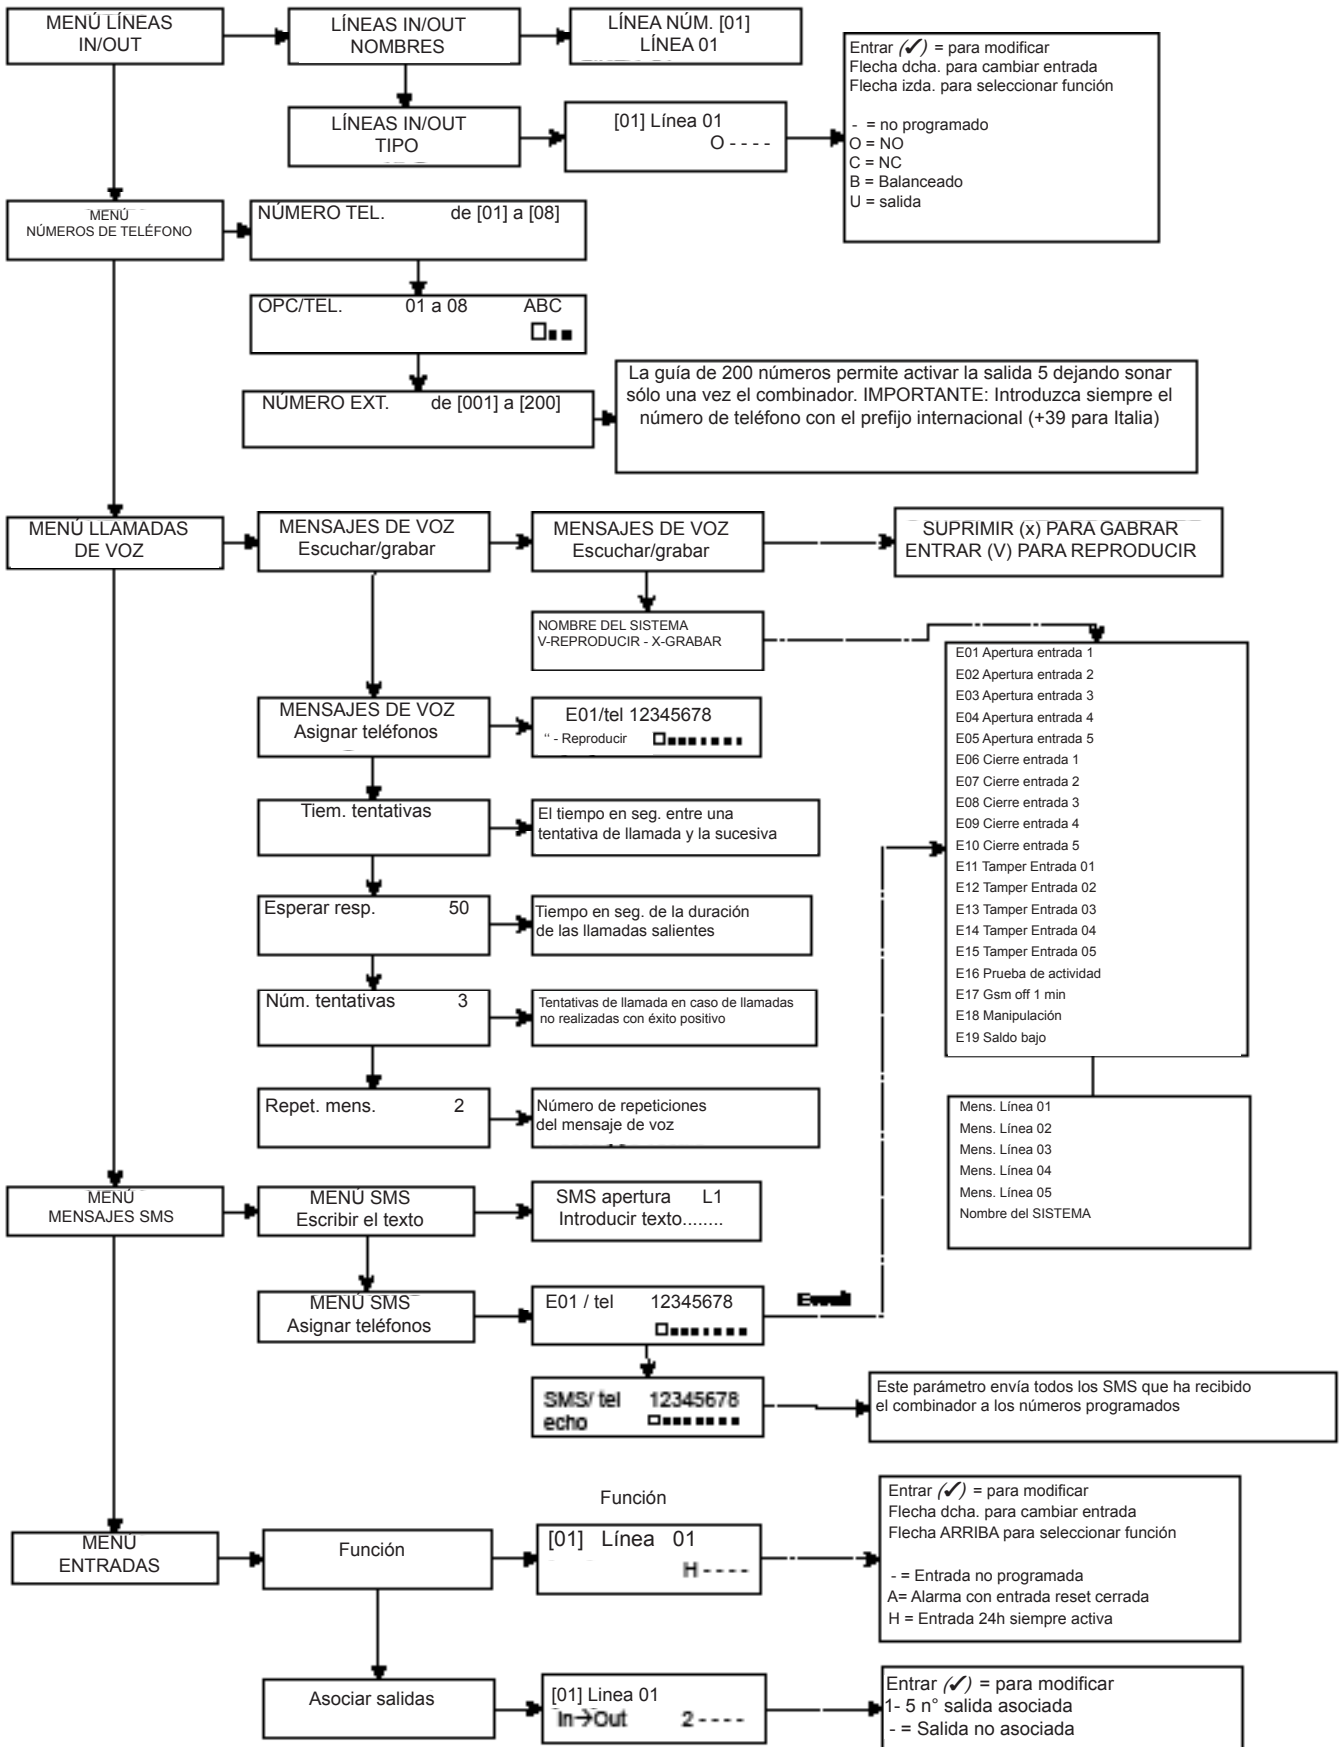 MENÚ LÍNEAS
IN/OUT
LÍNEAS IN/OUT
NOMBRES
LÍNEA NÚM. [01]
LÍNEA 01
Entrar (✓) = para modificar
Flecha dcha. para cambiar entrada
Flecha izda. para seleccionar función
- = no programado
O = NO
C = NC
B = Balanceado
U = salida
LÍNEAS IN/OUT
TIPO
[01] Línea 01
O - - - -
MENÚ
NÚMEROS DE TELÉFONO
NÚMERO TEL. de [01] a [08]
OPC/TEL. 01 a 08 ABC
NÚMERO EXT. de [001] a [200]
La guía de 200 números permite activar la salida 5 dejando sonar
sólo una vez el combinador. IMPORTANTE: Introduzca siempre el
número de teléfono con el prefijo internacional (+39 para Italia)
MENÚ LLAMADAS
DE VOZ
MENSAJES DE VOZ
Escuchar/grabar
MENSAJES DE VOZ
Escuchar/grabar
SUPRIMIR (x) PARA GABRAR
ENTRAR (V) PARA REPRODUCIR
NOMBRE DEL SISTEMA
V-REPRODUCIR - X-GRABAR
E01 Apertura entrada 1
E02 Apertura entrada 2
E03 Apertura entrada 3
E04 Apertura entrada 4
E05 Apertura entrada 5
E06 Cierre entrada 1
E07 Cierre entrada 2
E08 Cierre entrada 3
E09 Cierre entrada 4
E10 Cierre entrada 5
E11 Tamper Entrada 01
E12 Tamper Entrada 02
E13 Tamper Entrada 03
E14 Tamper Entrada 04
E15 Tamper Entrada 05
E16 Prueba de actividad
E17 Gsm off 1 min
E18 Manipulación
E19 Saldo bajo
MENSAJES DE VOZ
Asignar teléfonos
E01/tel 12345678
“ - Reproducir
Tiem. tentativas
El tiempo en seg. entre una
tentativa de llamada y la sucesiva
Esperar resp. 50
Tiempo en seg. de la duración
de las llamadas salientes
Núm. tentativas 3
Tentativas de llamada en caso de llamadas
no realizadas con éxito positivo
Repet. mens. 2
Número de repeticiones
del mensaje de voz
Mens. Línea 01
Mens. Línea 02
Mens. Línea 03
Mens. Línea 04
Mens. Línea 05
Nombre del SISTEMA
MENÚ
MENSAJES SMS
MENÚ SMS
Escribir el texto
SMS apertura L1
Introducir texto........
MENÚ SMS
Asignar teléfonos
E01 / tel 12345678
SMS/ tel 12345678
echo
Este parámetro envía todos los SMS que ha recibido
el combinador a los números programados
Función
MENÚ
ENTRADAS
Función
[01] Línea 01
H - - - -
Entrar (✓) = para modificar
Flecha dcha. para cambiar entrada
Flecha ARRIBA para seleccionar función
- = Entrada no programada
A= Alarma con entrada reset cerrada
H = Entrada 24h siempre activa
Asociar salidas
[01] Linea 01
In→Out 2 - - - -
Entrar (✓) = para modificar
1- 5 n° salida asociada
- = Salida no asociada